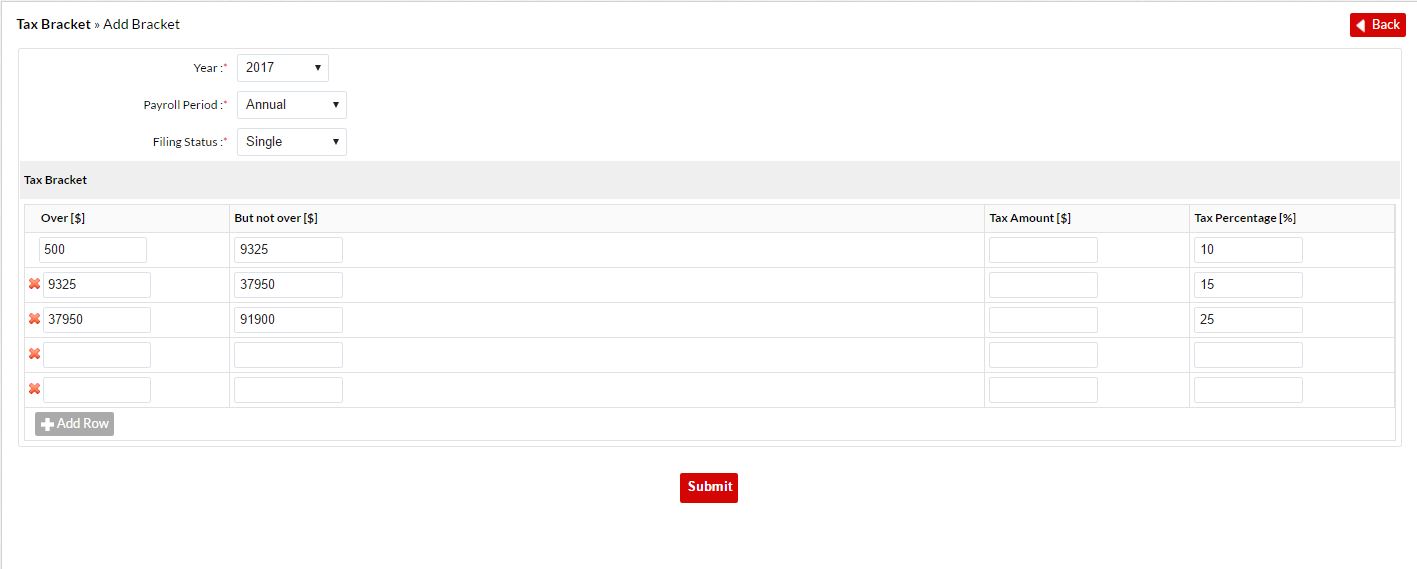 Tax Bracket » Add Bracket
Back
Year :* 2017
Payroll Period :* Annual
Filing Status :* Single
Tax Bracket
Over [$] But not over [$] Tax Amount [$] Tax Percentage [%]
500 9325 10
9325 37950 15
37950 91900 25
Add Row
Submit